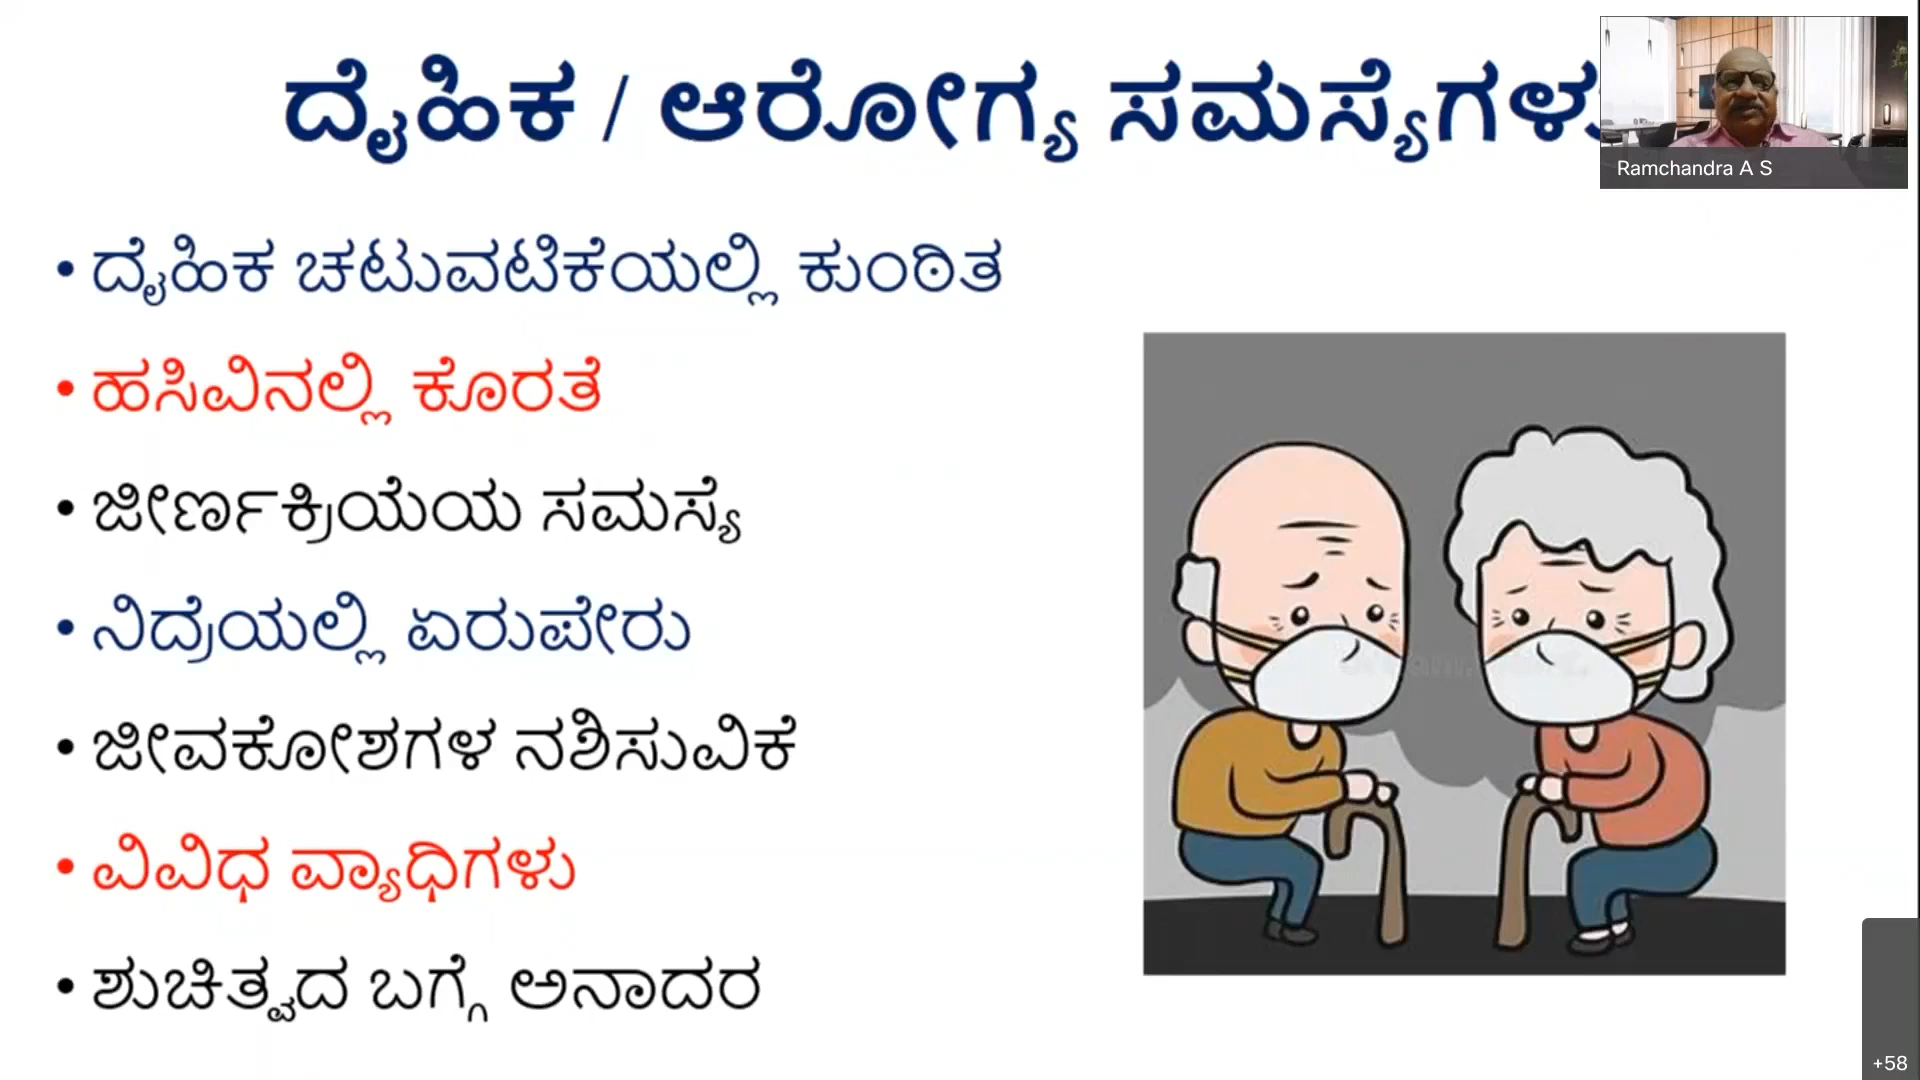 ದೈಹಿಕ / ಆರೋಗ್ಯ ಸಮಸ್ಯೆಗಳು
Ramchandra A S
• ದೈಹಿಕ ಚಟುವಟಿಕೆಯಲ್ಲಿ ಕುಂಠಿತ
• ಹಸಿವಿನಲ್ಲಿ ಕೊರತೆ
• ಜೀರ್ಣಕ್ರಿಯೆಯ ಸಮಸ್ಯೆ
• ನಿದ್ರೆಯಲ್ಲಿ ಏರುಪೇರು
• ಜೀವಕೋಶಗಳ ನಶಿಸುವಿಕೆ
• ವಿವಿಧ ವ್ಯಾಧಿಗಳು
• ಶುಚಿತ್ವದ ಬಗ್ಗೆ ಅನಾದರ
+58